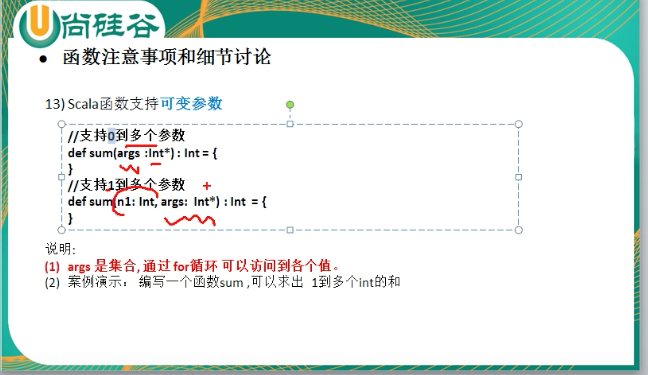 尚硅谷
● 函数注意事项和细节讨论
13) Scala函数支持可变参数
//支持0到多个参数
def sum(args :Int*) : Int = {
}
//支持1到多个参数
def sum(n1: Int, args: Int*) : Int = {
}
说明:
(1) args 是集合, 通过 for循环 可以访问到各个值。
(2) 案例演示： 编写一个函数sum ,可以求出 1到多个int的和